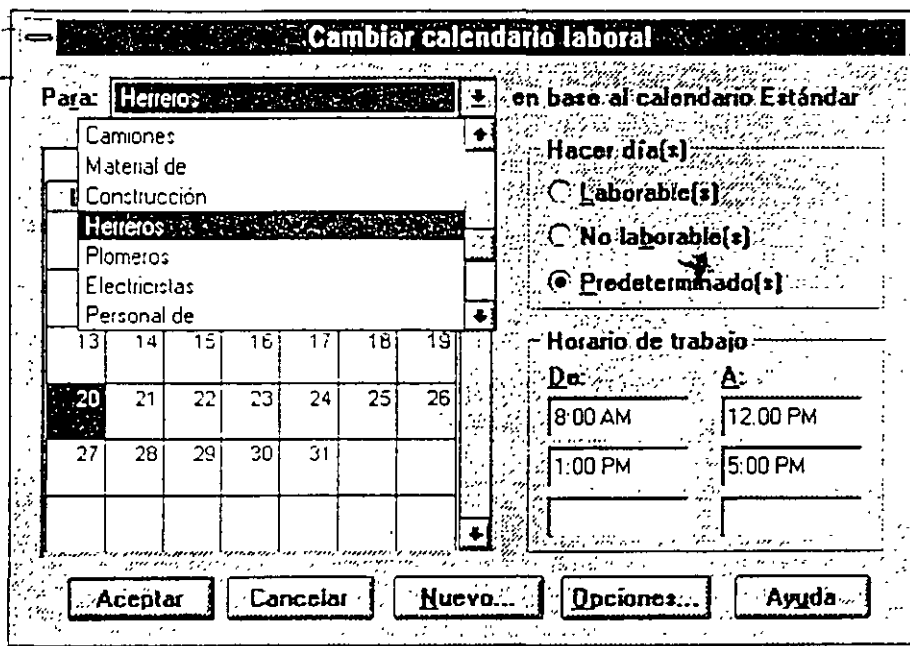 Cambiar calendario laboral
Para: Herreros en base al calendario Estándar
Camiones
Material de
Construcción
Herreros
Plomeros
Electricistas
Personal de
Hacer día(s)
Laborable(s)
No laborable(s)
Predeterminado(s)
13 14 15 16 17 18 19
20 21 22 23 24 25 26
27 28 29 30 31
Horario de trabajo
De: A:
8:00 AM 12.00 PM
1:00 PM 5:00 PM
Aceptar Cancelar Nuevo... Opciones... Ayuda